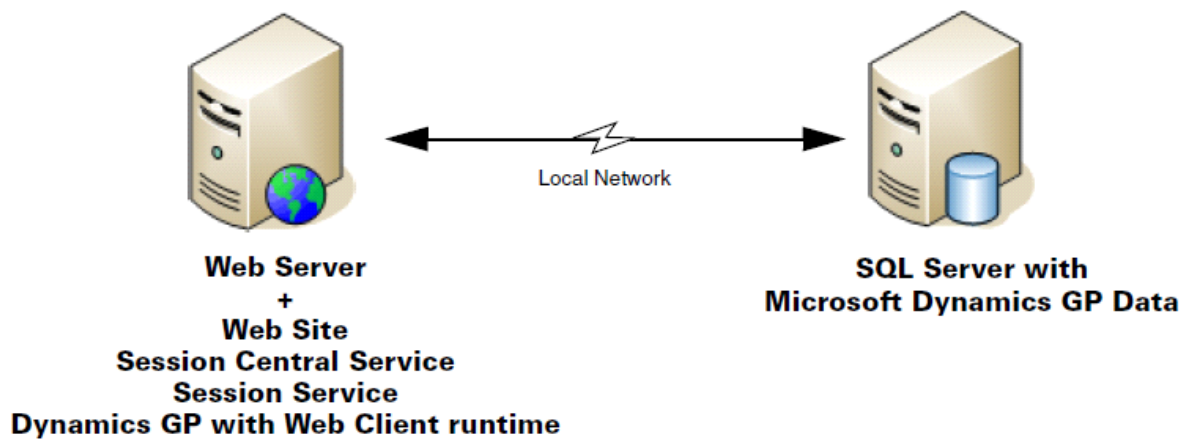 Local Network
Web Server
+
Web Site
Session Central Service
Session Service
Dynamics GP with Web Client runtime
SQL Server with
Microsoft Dynamics GP Data